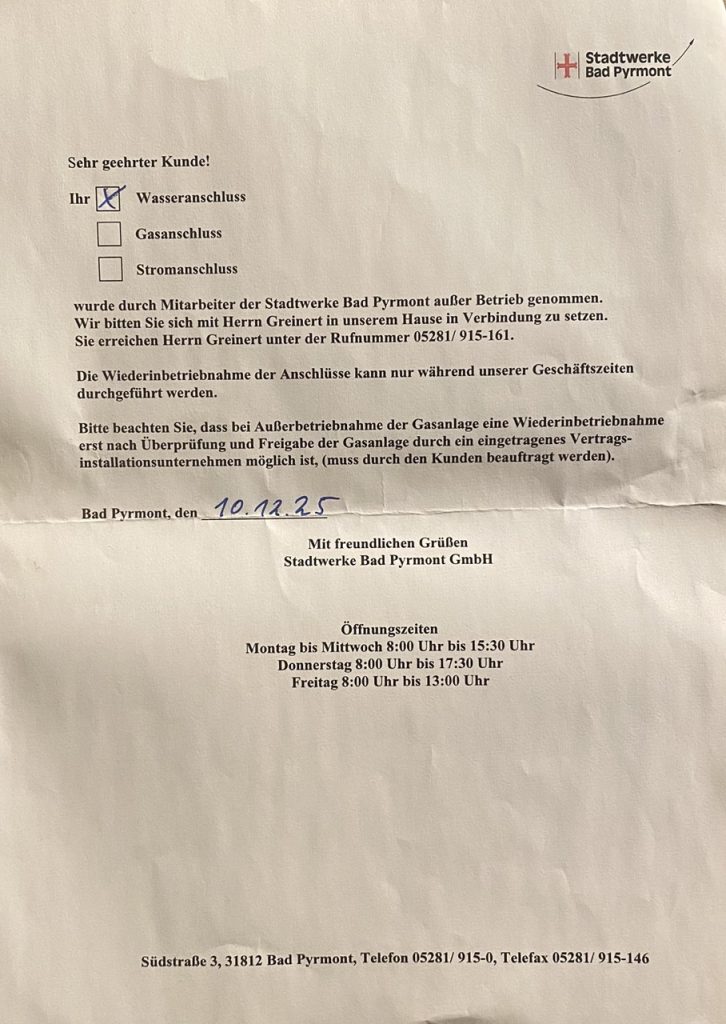 Stadtwerke
Bad Pyrmont
Sehr geehrter Kunde!
Ihr X Wasseranschluss
Gasanschluss
Stromanschluss
wurde durch Mitarbeiter der Stadtwerke Bad Pyrmont außer Betrieb genommen.
Wir bitten Sie sich mit Herrn Greinert in unserem Hause in Verbindung zu setzen.
Sie erreichen Herrn Greinert unter der Rufnummer 05281/ 915-161.
Die Wiederinbetriebnahme der Anschlüsse kann nur während unserer Geschäftszeiten
durchgeführt werden.
Bitte beachten Sie, dass bei Außerbetriebnahme der Gasanlage eine Wiederinbetriebnahme
erst nach Überprüfung und Freigabe der Gasanlage durch ein eingetragenes Vertrags-
installationsunternehmen möglich ist, (muss durch den Kunden beauftragt werden).
Bad Pyrmont, den 10.12.25
Mit freundlichen Grüßen
Stadtwerke Bad Pyrmont GmbH
Öffnungszeiten
Montag bis Mittwoch 8:00 Uhr bis 15:30 Uhr
Donnerstag 8:00 Uhr bis 17:30 Uhr
Freitag 8:00 Uhr bis 13:00 Uhr
Südstraße 3, 31812 Bad Pyrmont, Telefon 05281/ 915-0, Telefax 05281/ 915-146